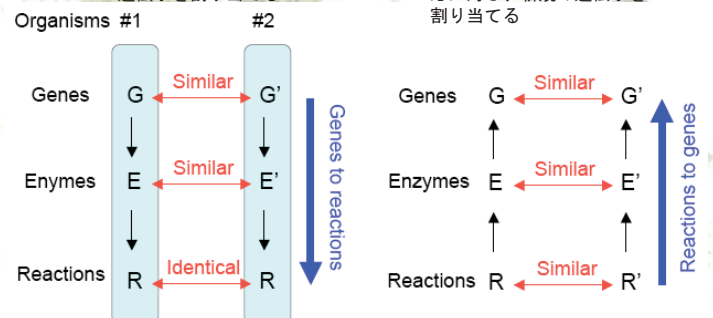 割り当てる
Organisms #1 #2
Genes G Similar G’
Enymes E Similar E’
Reactions R Identical R
Genes to reactions
Genes G Similar G’
Enzymes E Similar E’
Reactions R Similar R’
Reactions to genes